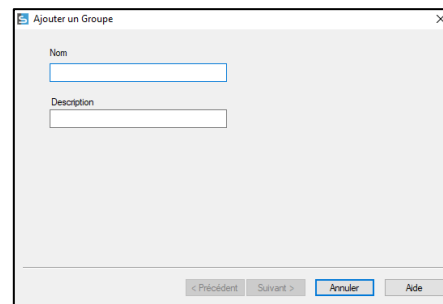 Ajouter un Groupe
Nom
Description
< Précédent Suivant > Annuler Aide